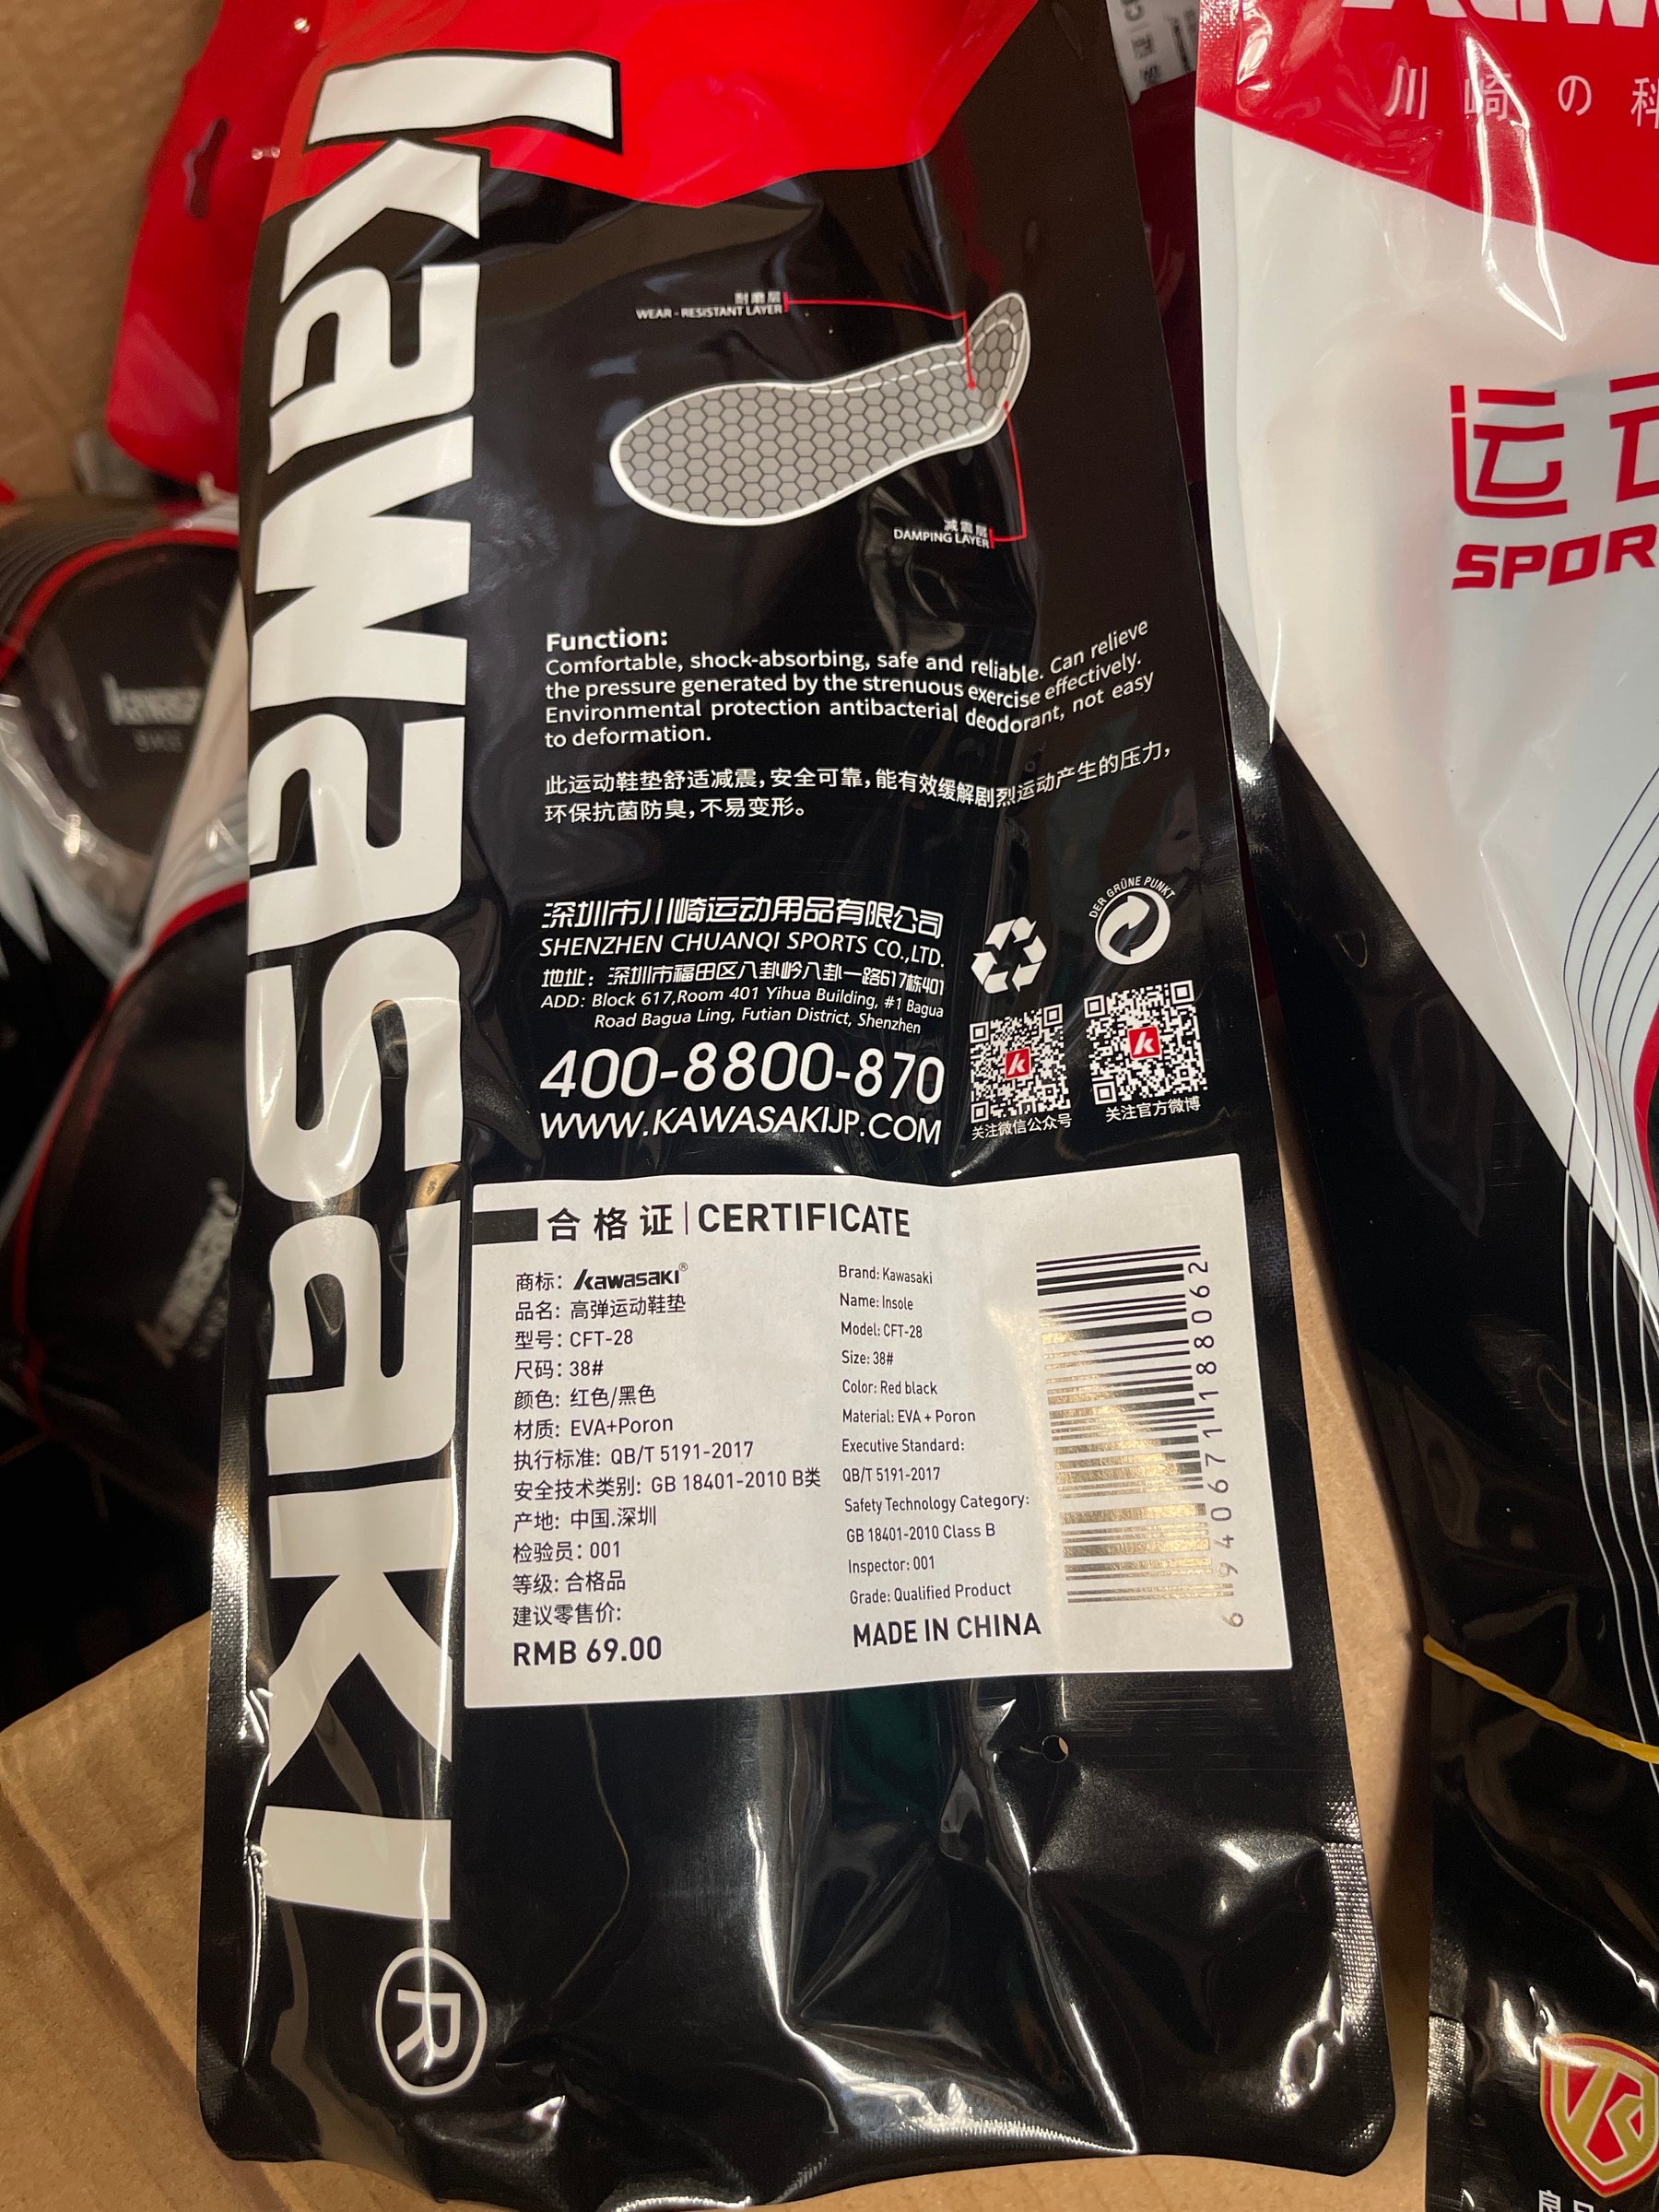 kawasaki®
耐磨层
WEAR-RESISTANT LAYER
减震层
DAMPING LAYER
Function:
Comfortable, shock-absorbing, safe and reliable. Can relieve
the pressure generated by the strenuous exercise effectively.
Environmental protection antibacterial deodorant, not easy
to deformation.
此运动鞋垫舒适减震,安全可靠,能有效缓解剧烈运动产生的压力,
环保抗菌防臭,不易变形。
深圳市川崎运动用品有限公司
SHENZHEN CHUANQI SPORTS CO.,LTD.
地址:深圳市福田区八卦岭八卦一路617栋401
ADD: Block 617,Room 401 Yihua Building, #1 Bagua
Road Bagua Ling, Futian District, Shenzhen
400-8800-870
WWW.KAWASAKIJP.COM
DER GRÜNE PUNKT
关注微信公众号
关注官方微博
合格证|CERTIFICATE
商标: kawasaki®
品名: 高弹运动鞋垫
型号: CFT-28
尺码: 38#
颜色: 红色/黑色
材质: EVA+Poron
执行标准: QB/T 5191-2017
安全技术类别: GB 18401-2010 B类
产地: 中国.深圳
检验员: 001
等级: 合格品
建议零售价:
RMB 69.00
Brand: Kawasaki
Name: Insole
Model: CFT-28
Size: 38#
Color: Red black
Material: EVA + Poron
Executive Standard:
QB/T 5191-2017
Safety Technology Category:
GB 18401-2010 Class B
Inspector: 001
Grade: Qualified Product
MADE IN CHINA
6940671188062
川崎の科
运动
SPOR
kawasaki